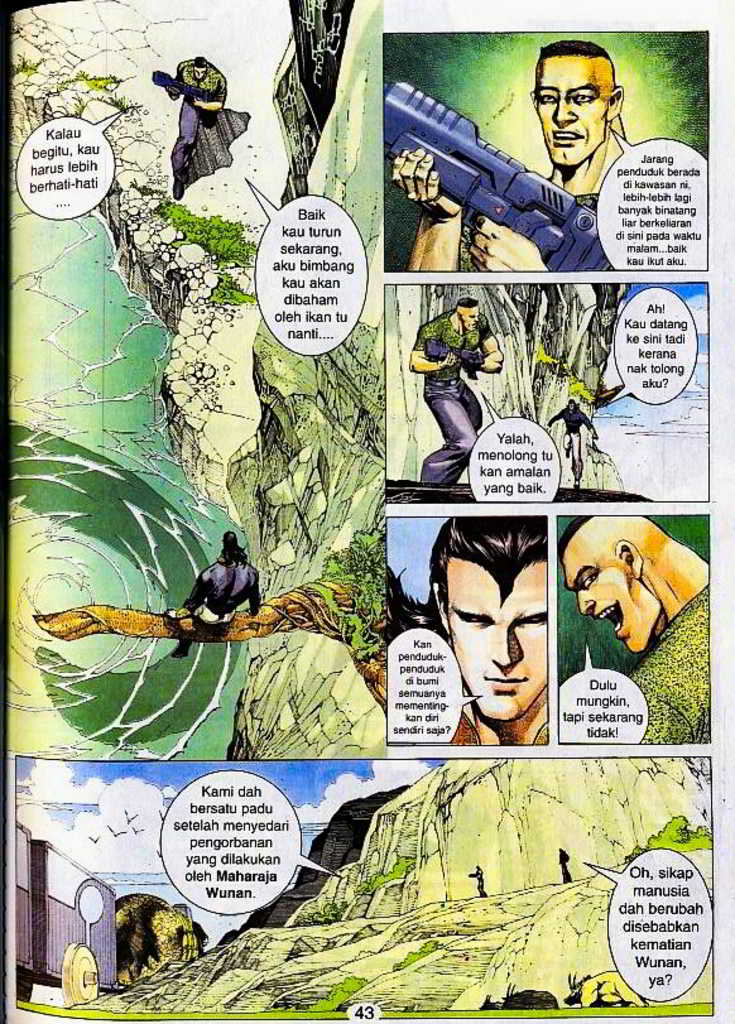 Kalau
begitu, kau
harus lebih
berhati-hati
....
Baik
kau turun
sekarang,
aku bimbang
kau akan
dibaham
oleh ikan tu
nanti....
Jarang
penduduk berada
di kawasan ni,
lebih-lebih lagi
banyak binatang
liar berkeliaran
di sini pada waktu
malam...baik
kau ikut aku.
Ah!
Kau datang
ke sini tadi
kerana
nak tolong
aku?
Yalah,
menolong tu
kan amalan
yang baik.
Kan
penduduk-
penduduk
di bumi
semuanya
mementing-
kan diri
sendiri saja?
Dulu
mungkin,
tapi sekarang
tidak!
Kami dah
bersatu padu
setelah menyedari
pengorbanan
yang dilakukan
oleh Maharaja
Wunan.
Oh, sikap
manusia
dah berubah
disebabkan
kematian
Wunan,
ya?
43